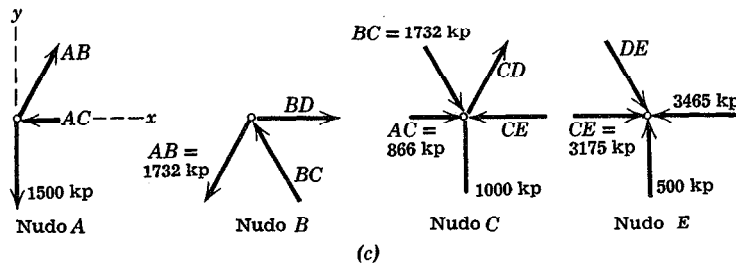 y
AB
AC
x
1500 kp
Nudo A
BD
AB =
1732 kp
BC
Nudo B
BC = 1732 kp
CD
AC =
866 kp
CE
1000 kp
Nudo C
DE
3465 kp
CE =
3175 kp
500 kp
Nudo E
(c)